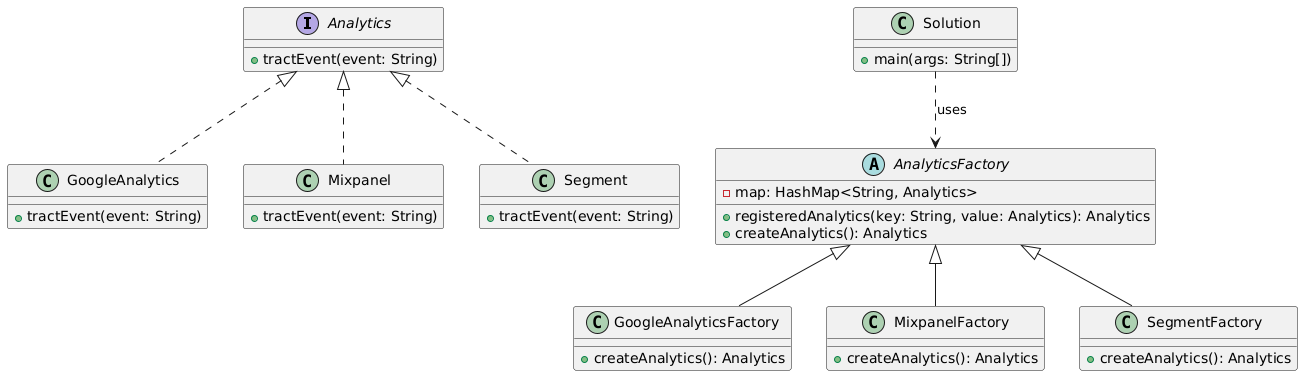 I Analytics
tractEvent(event: String)
C Solution
main(args: String[])
uses
C GoogleAnalytics
tractEvent(event: String)
C Mixpanel
tractEvent(event: String)
C Segment
tractEvent(event: String)
A AnalyticsFactory
map: HashMap<String, Analytics>
registeredAnalytics(key: String, value: Analytics): Analytics
createAnalytics(): Analytics
C GoogleAnalyticsFactory
createAnalytics(): Analytics
C MixpanelFactory
createAnalytics(): Analytics
C SegmentFactory
createAnalytics(): Analytics